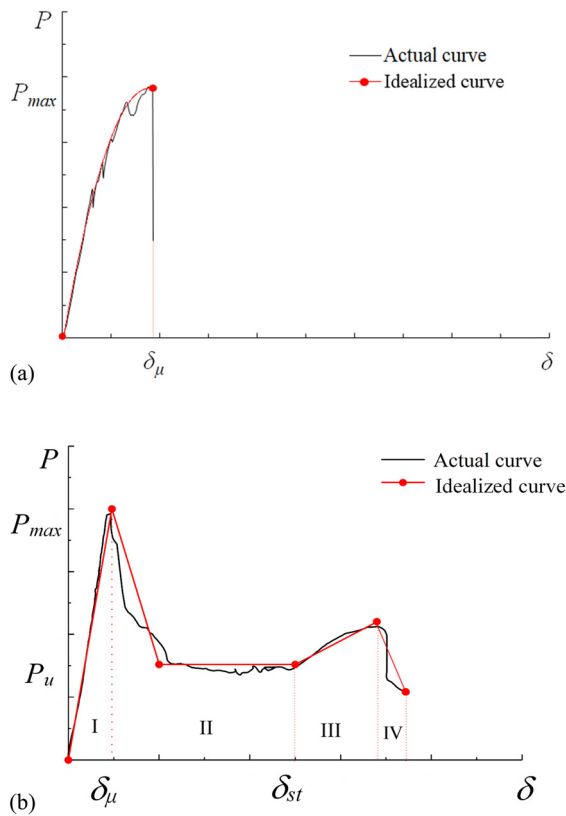 P
Actual curve
Idealized curve
Pmax
(a)
δμ
δ
P
Actual curve
Idealized curve
Pmax
Pu
I
II
III
IV
(b)
δμ
δst
δ